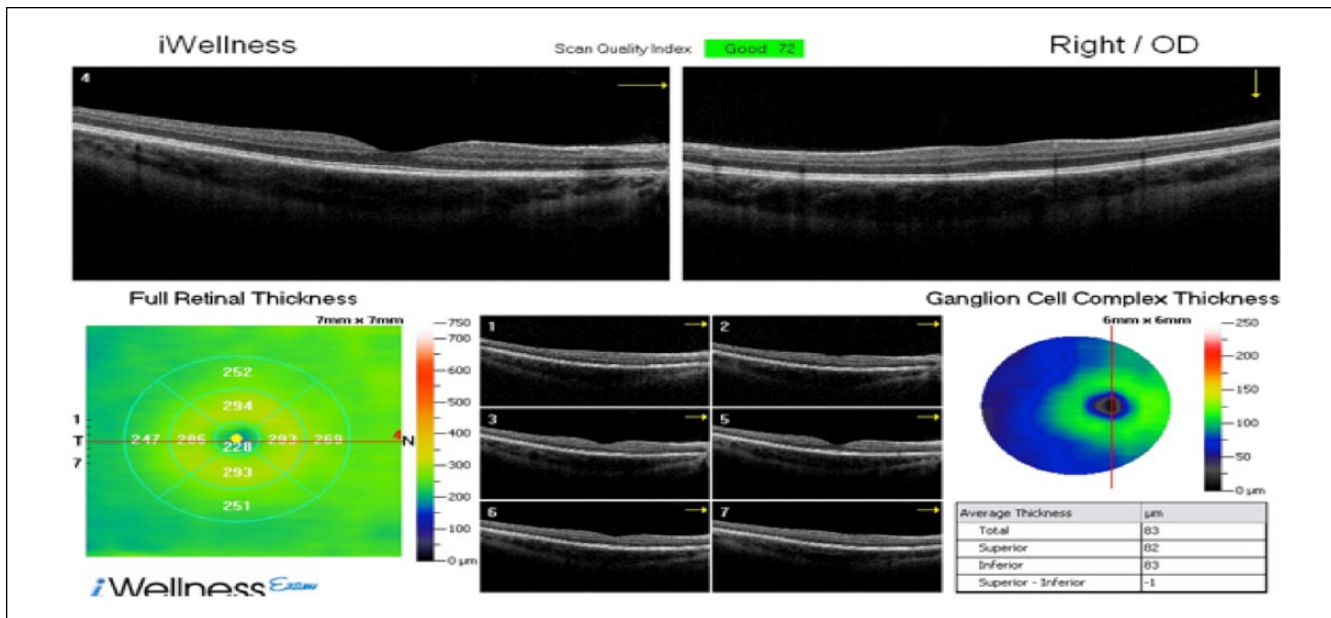 iWellness
Scan Quality Index Good 72
Right / OD
4
Full Retinal Thickness
7mm x 7mm
750
700
600
500
400
300
200
100
0 µm
252
294
247 286 293 269
228
293
251
1
T
7
4
N
iWellness Exam
1
2
3
5
6
7
Ganglion Cell Complex Thickness
6mm x 6mm
250
200
150
100
50
0 µm
Average Thickness µm
Total 83
Superior 82
Inferior 83
Superior - Inferior -1